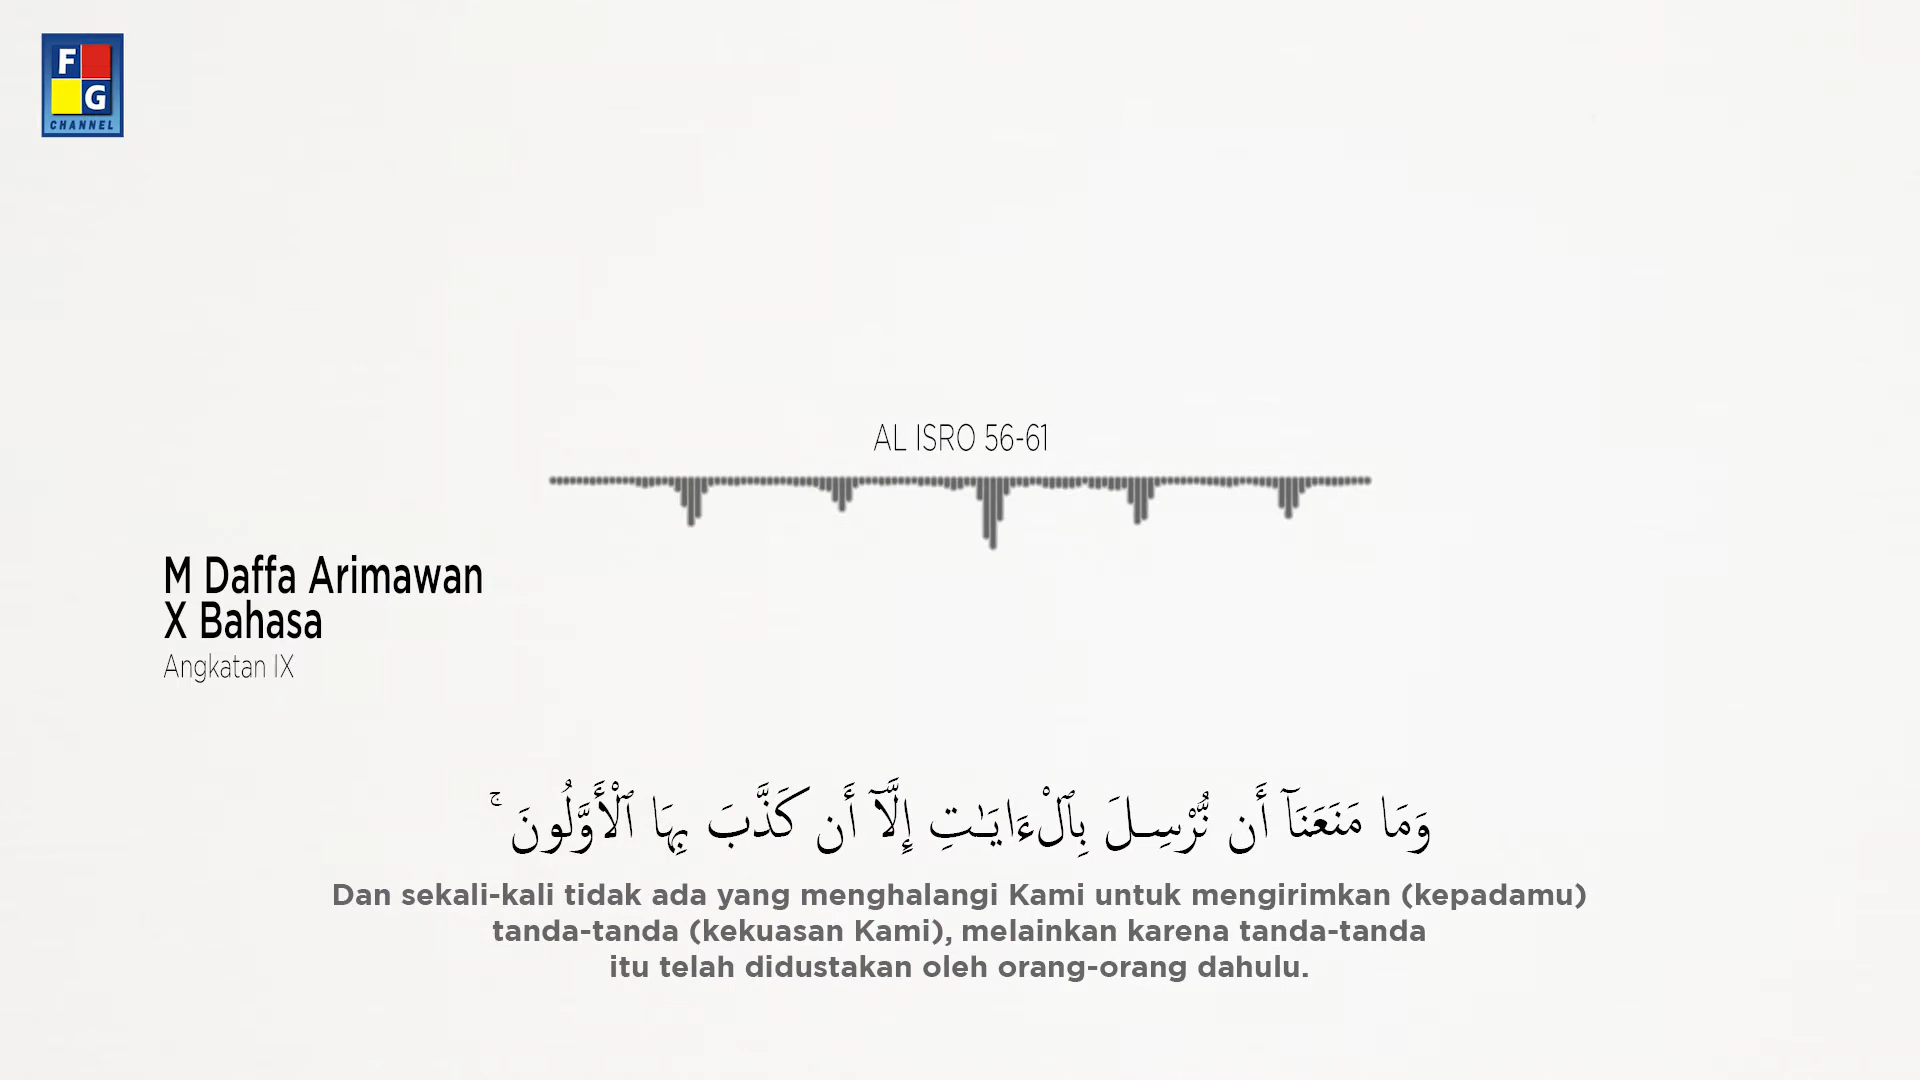 F
G
CHANNEL
AL ISRO 56-61
M Daffa Arimawan
X Bahasa
Angkatan IX
وَمَا مَنَعَنَآ أَن نُّرْسِلَ بِٱلْءَايَـٰتِ إِلَّآ أَن كَذَّبَ بِهَا ٱلْأَوَّلُونَ ۚ
Dan sekali-kali tidak ada yang menghalangi Kami untuk mengirimkan (kepadamu)
tanda-tanda (kekuasan Kami), melainkan karena tanda-tanda
itu telah didustakan oleh orang-orang dahulu.